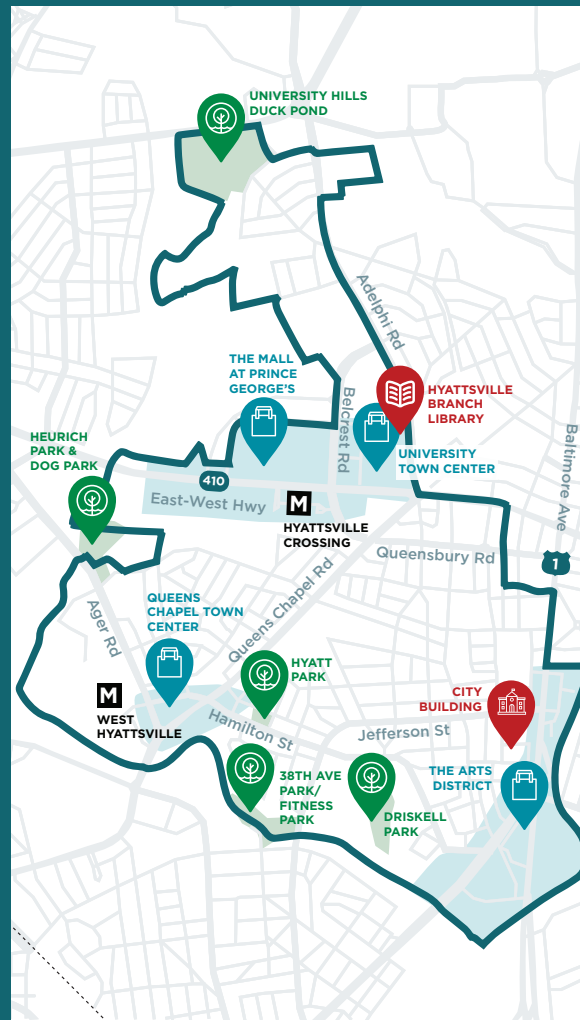 UNIVERSITY HILLS
DUCK POND
Adelphi Rd
THE MALL
AT PRINCE
GEORGE'S
Belcrest Rd
HYATTSVILLE
BRANCH
LIBRARY
UNIVERSITY
TOWN CENTER
Baltimore Ave
HEURICH
PARK &
DOG PARK
410
East-West Hwy
M
HYATTSVILLE
CROSSING
Queensbury Rd
1
Queens Chapel Rd
Ager Rd
QUEENS
CHAPEL TOWN
CENTER
HYATT
PARK
M
WEST
HYATTSVILLE
Hamilton St
CITY
BUILDING
Jefferson St
THE ARTS
DISTRICT
38TH AVE
PARK/
FITNESS
PARK
DRISKELL
PARK